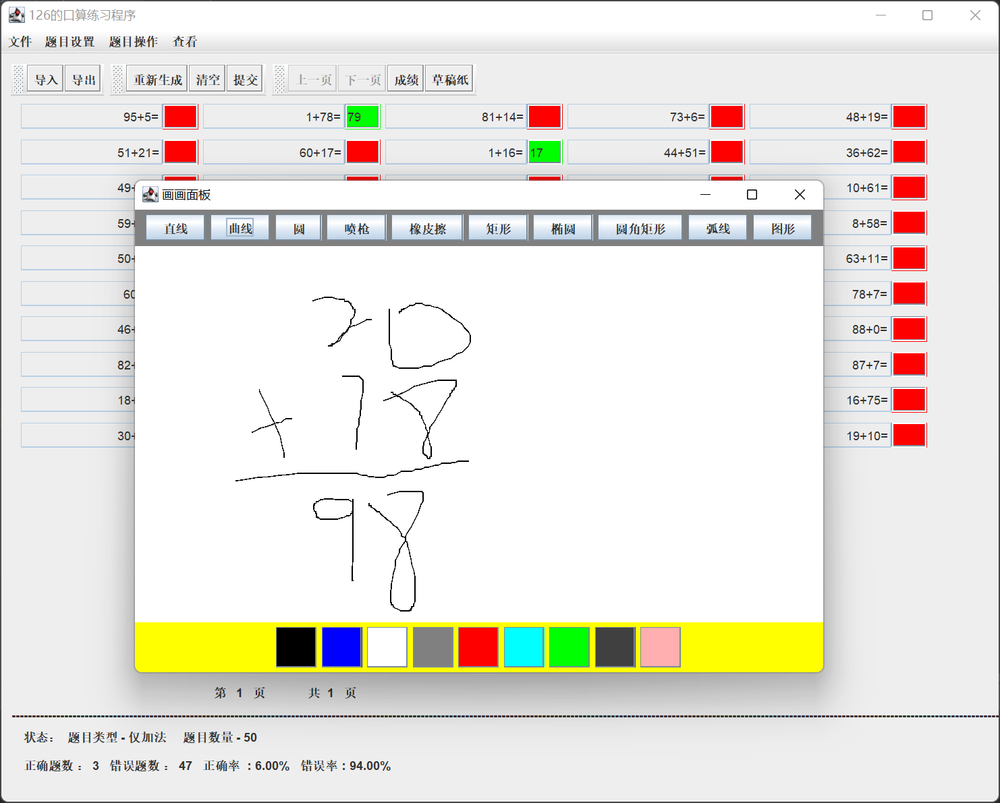 126的口算练习程序
文件 题目设置 题目操作 查看
导入 导出 重新生成 清空 提交 上一页 下一页 成绩 草稿纸
95+5= 1+78= 79 81+14= 73+6= 48+19=
51+21= 60+17= 1+16= 17 44+51= 36+62=
49+ 10+61=
画画面板
59+ 8+58=
直线 曲线 圆 喷枪 橡皮擦 矩形 椭圆 圆角矩形 弧线 图形
50+ 63+11=
60 78+7=
46+ 88+0=
82+ 87+7=
18+ 16+75=
30+ 19+10=
20
+ 78
98
第 1 页 共 1 页
状态： 题目类型 - 仅加法 题目数量 - 50
正确题数： 3 错误题数： 47 正确率 : 6.00% 错误率 : 94.00%